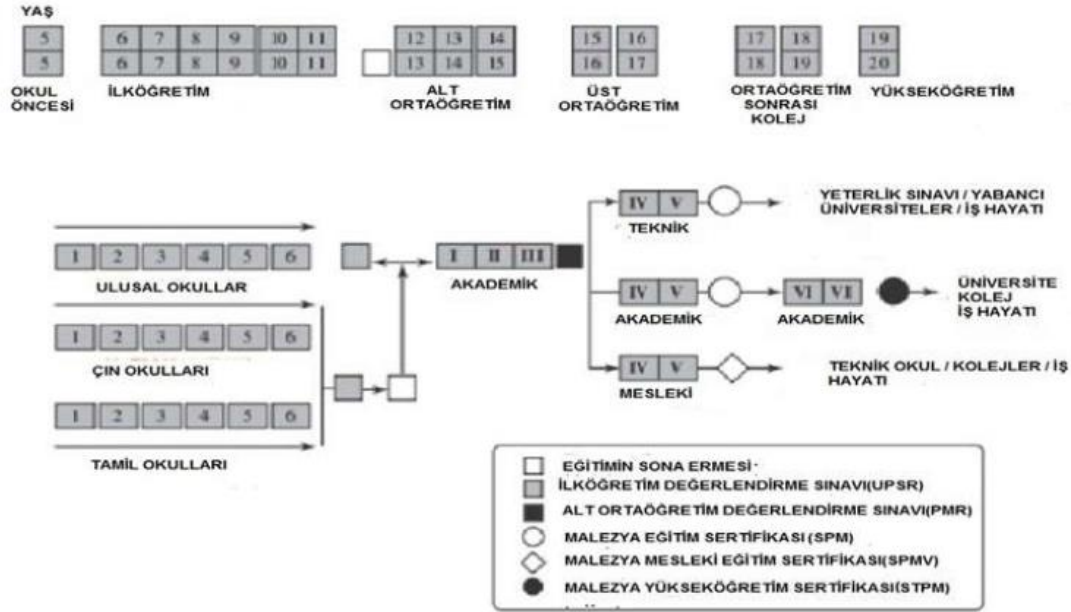 YAŞ
5 6 7 8 9 10 11 12 13 14 15 16 17 18 19
5 6 7 8 9 10 11 13 14 15 16 17 18 19 20
OKUL ÖNCESİ
İLKÖĞRETİM
ALT ORTAÖĞRETİM
ÜST ORTAÖĞRETİM
ORTAÖĞRETİM SONRASI KOLEJ
YÜKSEKÖĞRETİM
1 2 3 4 5 6
ULUSAL OKULLAR
1 2 3 4 5 6
ÇIN OKULLARI
1 2 3 4 5 6
TAMİL OKULLARI
I II III
AKADEMİK
IV V
TEKNİK
YETERLİK SINAVI / YABANCI
ÜNİVERSİTELER / İŞ HAYATI
IV V
AKADEMİK
VI VII
AKADEMİK
ÜNİVERSİTE
KOLEJ
İŞ HAYATI
IV V
MESLEKİ
TEKNİK OKUL / KOLEJLER / İŞ
HAYATI
EĞİTİMİN SONA ERMESİ
İLKÖĞRETİM DEĞERLENDİRME SINAVI(UPSR)
ALT ORTAÖĞRETİM DEĞERLENDİRME SINAVI(PMR)
MALEZYA EĞİTİM SERTİFİKASI (SPM)
MALEZYA MESLEKİ EĞİTİM SERTİFİKASI(SPMV)
MALEZYA YÜKSEKÖĞRETİM SERTİFİKASI(STPM)